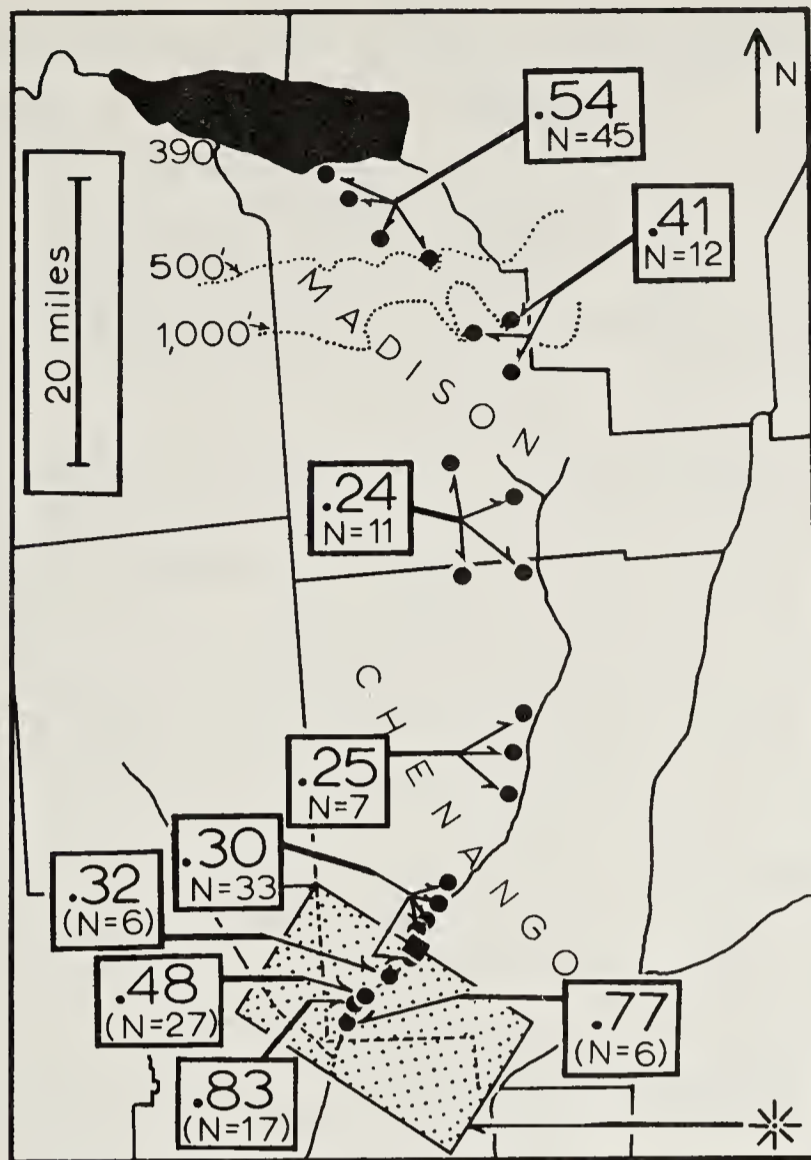 N
.54
N=45
390
.41
N=12
500'
1,000'
20 miles
MADISON
.24
N=11
CHENANGO
.25
N=7
.30
N=33
.32
(N=6)
.48
(N=27)
.77
(N=6)
.83
(N=17)